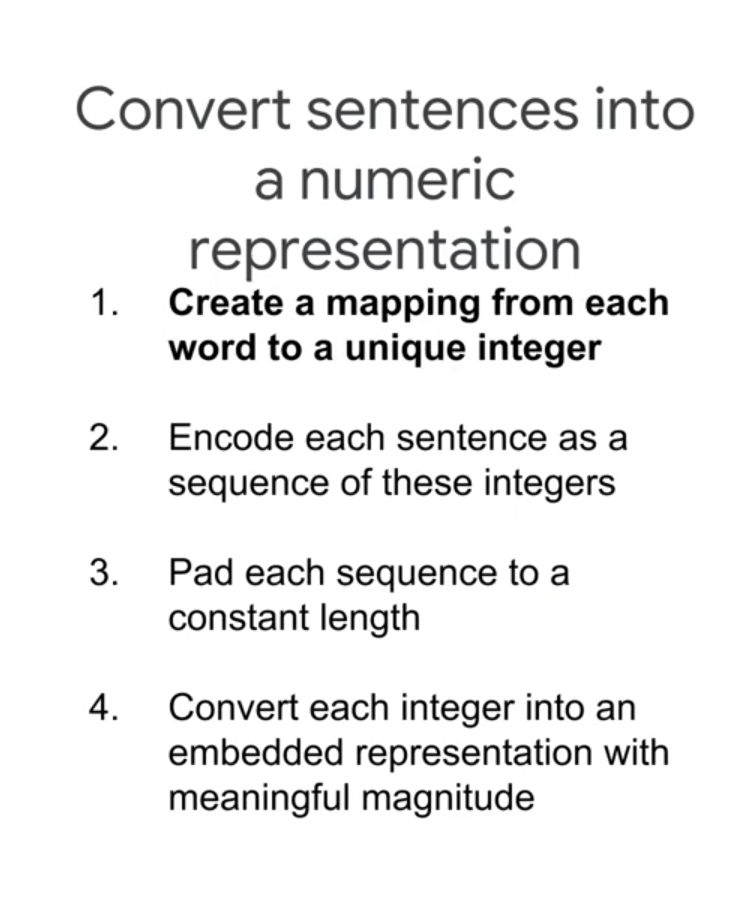 Convert sentences into
a numeric
representation
1. Create a mapping from each
word to a unique integer
2. Encode each sentence as a
sequence of these integers
3. Pad each sequence to a
constant length
4. Convert each integer into an
embedded representation with
meaningful magnitude